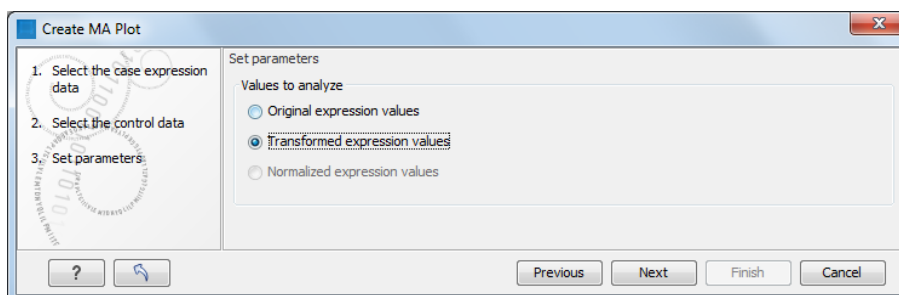 Create MA Plot
1. Select the case expression
data
2. Select the control data
3. Set parameters
Set parameters
Values to analyze
Original expression values
Transformed expression values
Normalized expression values
?
Previous
Next
Finish
Cancel